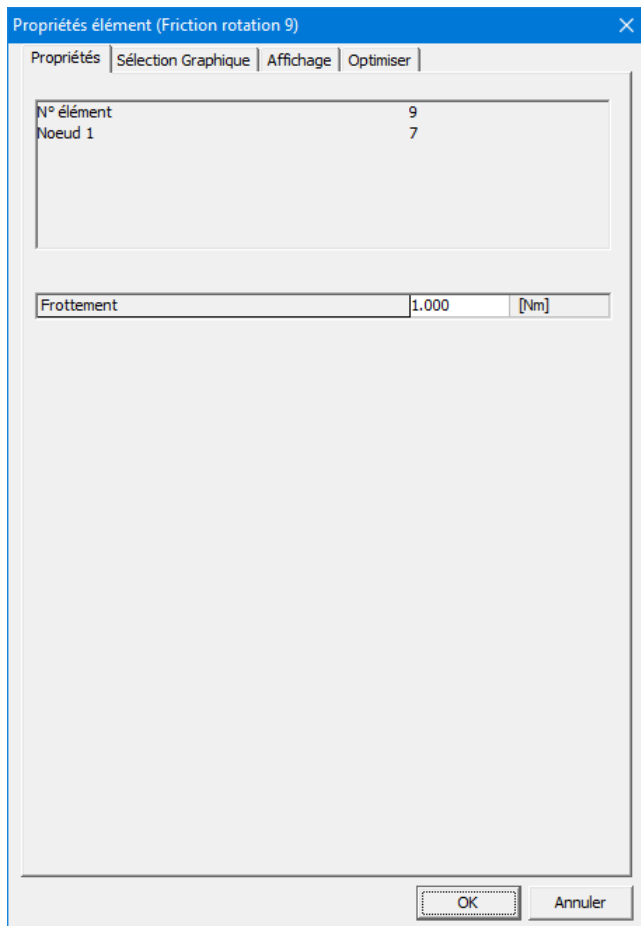 Propriétés élément (Friction rotation 9)
Propriétés Sélection Graphique Affichage Optimiser
N° élément 9
Noeud 1 7
Frottement 1.000 [Nm]
OK Annuler